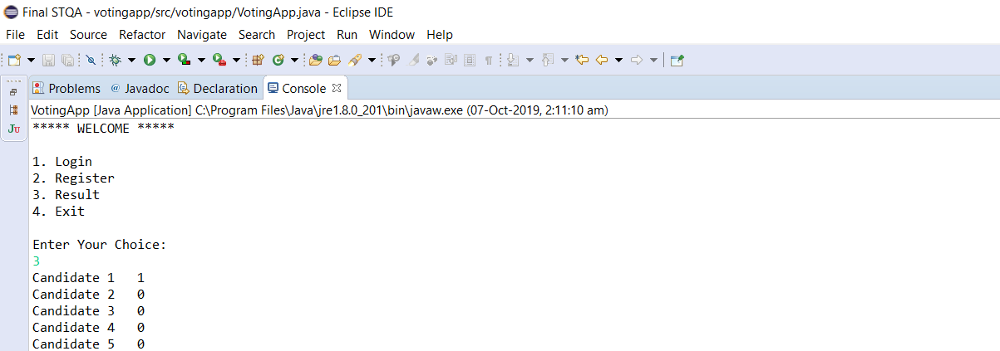 Final STQA - votingapp/src/votingapp/VotingApp.java - Eclipse IDE
File Edit Source Refactor Navigate Search Project Run Window Help
Problems @ Javadoc Declaration Console
VotingApp [Java Application] C:\Program Files\Java\jre1.8.0_201\bin\javaw.exe (07-Oct-2019, 2:11:10 am)
JU ***** WELCOME *****
1. Login
2. Register
3. Result
4. Exit
Enter Your Choice:
3
Candidate 1 1
Candidate 2 0
Candidate 3 0
Candidate 4 0
Candidate 5 0